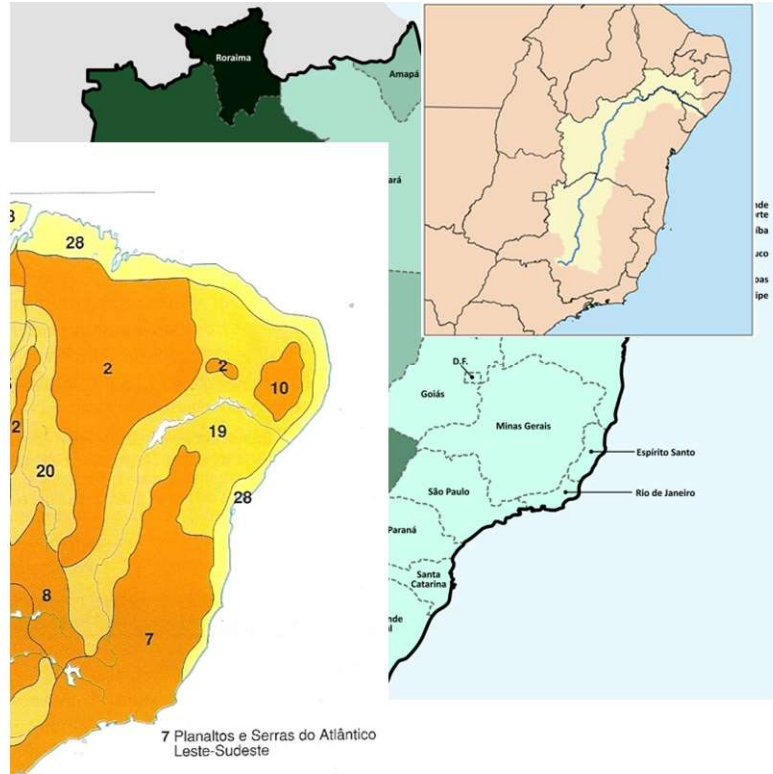 Roraima
Amapá
ará
nde
rte
íba
uco
oas
ipe
3
28
2
2
10
2
19
20
28
8
7
D.F.
Goiás
Minas Gerais
Espírito Santo
São Paulo
Rio de Janeiro
Paraná
Santa
Catarina
nde
ul
7 Planaltos e Serras do Atlântico
Leste-Sudeste